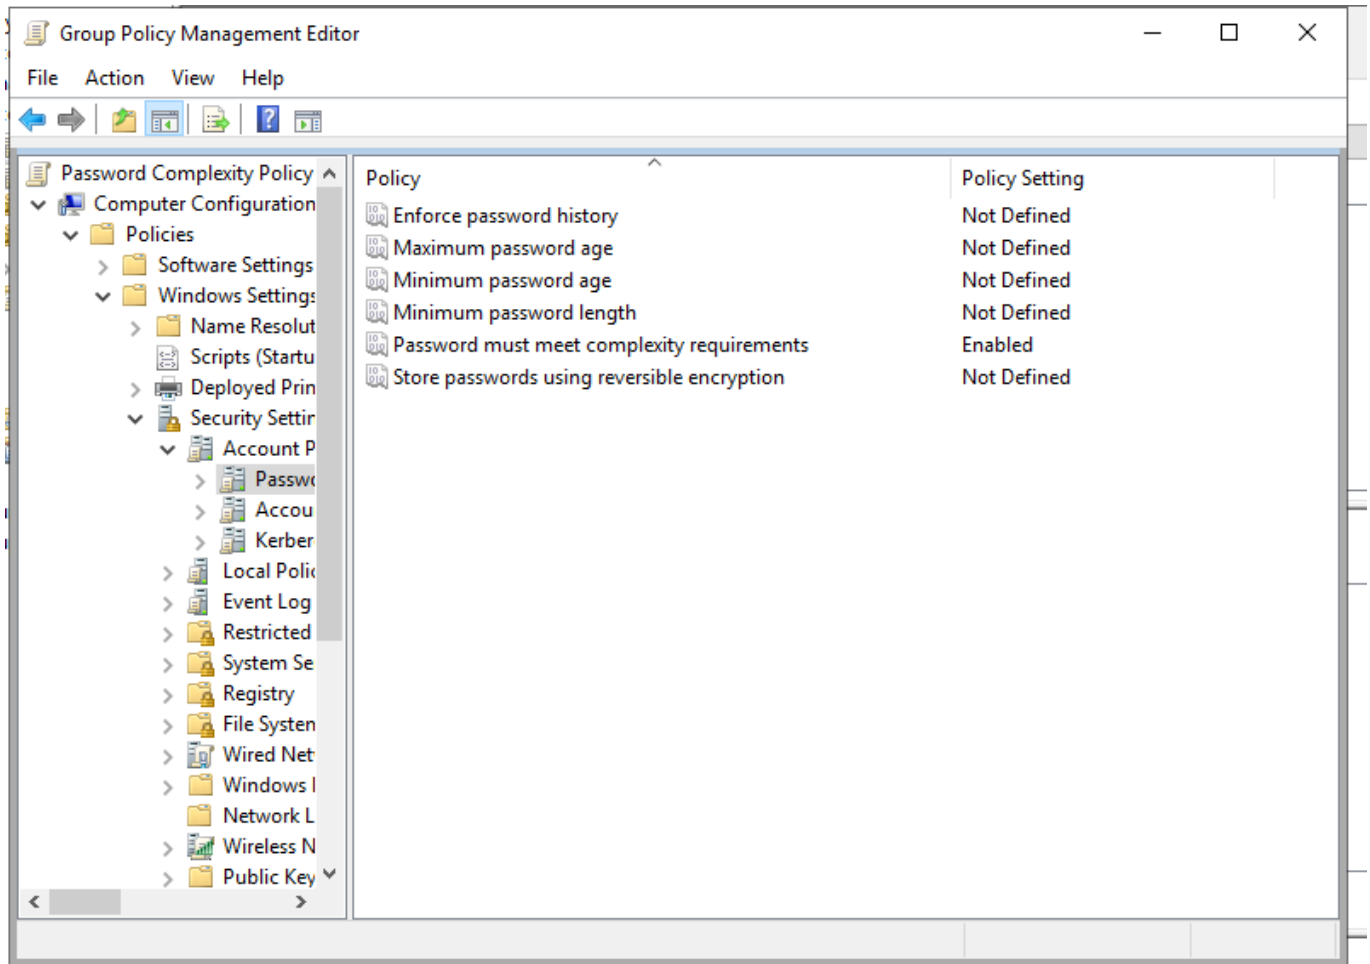 Group Policy Management Editor
File Action View Help
Password Complexity Policy
Computer Configuration
Policies
Software Settings
Windows Settings
Name Resolut
Scripts (Startu
Deployed Prin
Security Settin
Account P
Passwo
Accou
Kerber
Local Polic
Event Log
Restricted
System Se
Registry
File System
Wired Net
Windows
Network L
Wireless N
Public Key
Policy Policy Setting
Enforce password history Not Defined
Maximum password age Not Defined
Minimum password age Not Defined
Minimum password length Not Defined
Password must meet complexity requirements Enabled
Store passwords using reversible encryption Not Defined